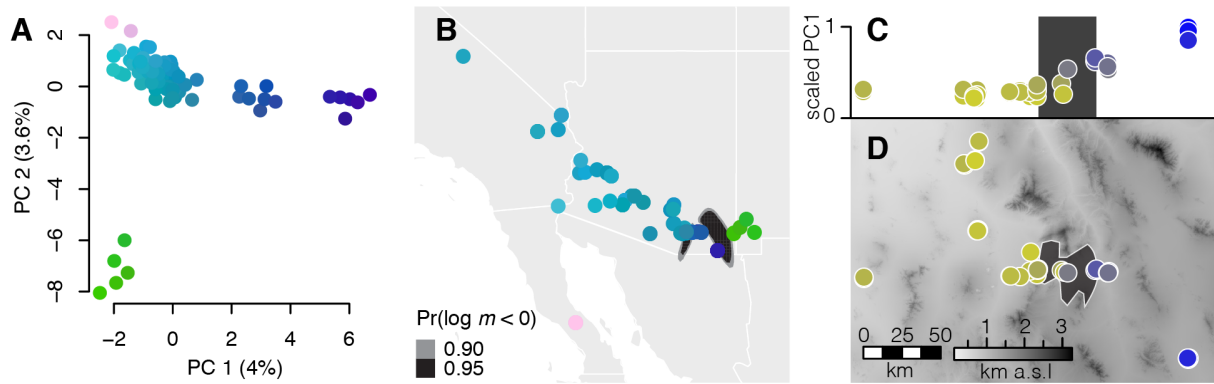 A
2
0
−2
−4
−6
−8
PC 2 (3.6%)
−2 0 2 4 6
PC 1 (4%)
B
Pr(log m < 0)
0.90
0.95
C
1
0
scaled PC1
D
0 25 50
km
1 2 3
km a.s.l